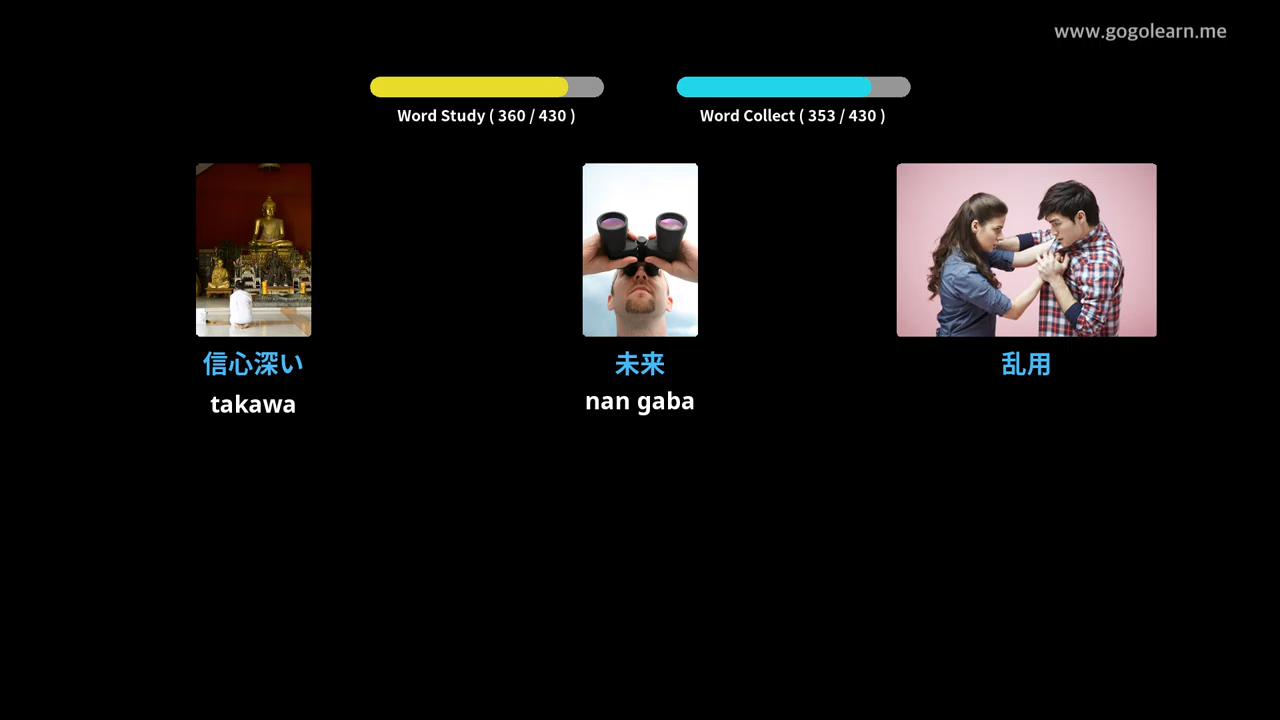 www.gogolearn.me
Word Study ( 360 / 430 )
Word Collect ( 353 / 430 )
信心深い
未来
乱用
takawa
nan gaba